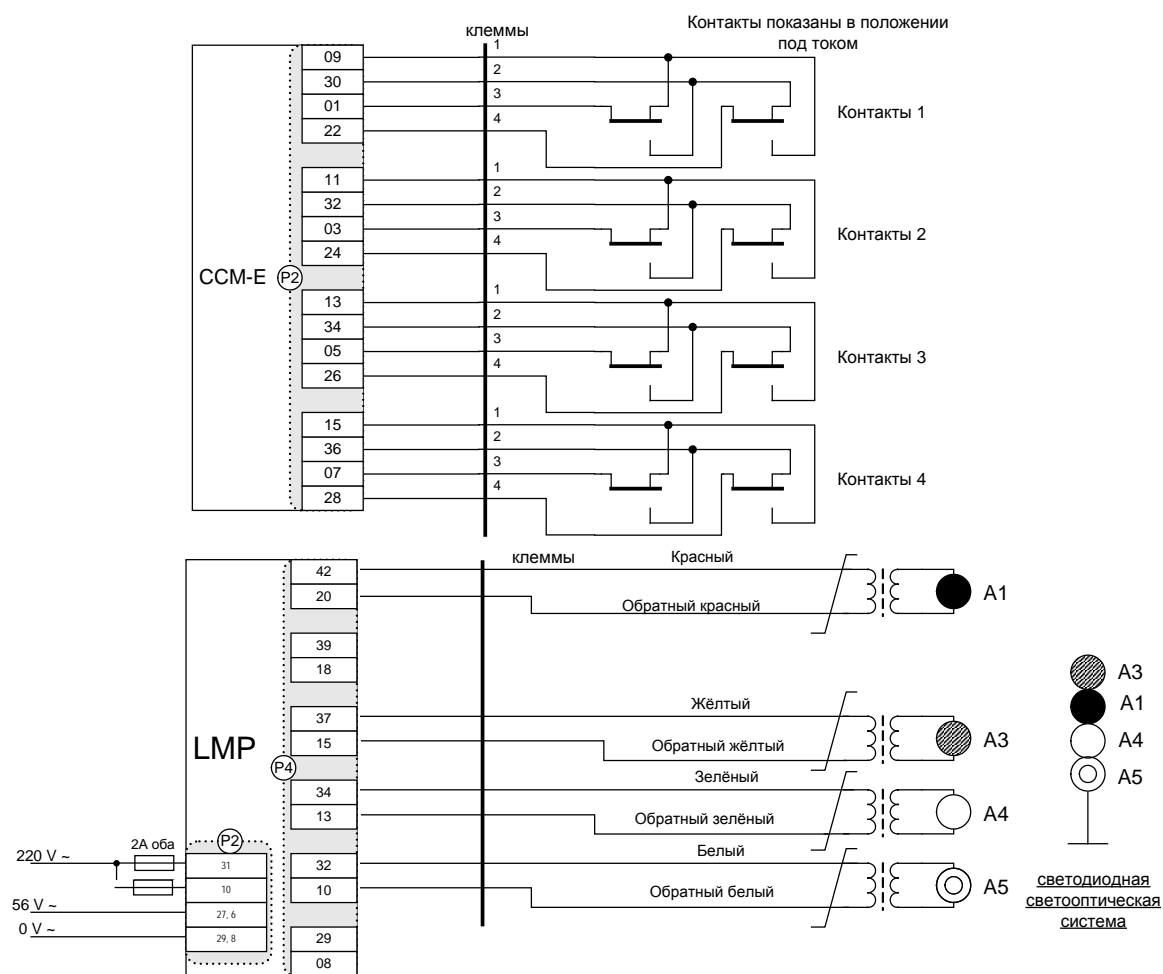 Контакты показаны в положении
под током
клеммы
CCM-E
P2
09
30
01
22
1
2
3
4
Контакты 1
11
32
03
24
1
2
3
4
Контакты 2
13
34
05
26
1
2
3
4
Контакты 3
15
36
07
28
1
2
3
4
Контакты 4
клеммы
LMP
P4
42
20
39
18
37
15
34
13
32
10
29
08
Красный
Обратный красный
A1
Жёлтый
Обратный жёлтый
A3
Зелёный
Обратный зелёный
A4
Белый
Обратный белый
A5
P2
2A оба
220 V ~
56 V ~
0 V ~
31
10
27, 6
29, 8
A3
A1
A4
A5
светодиодная
светооптическая
система